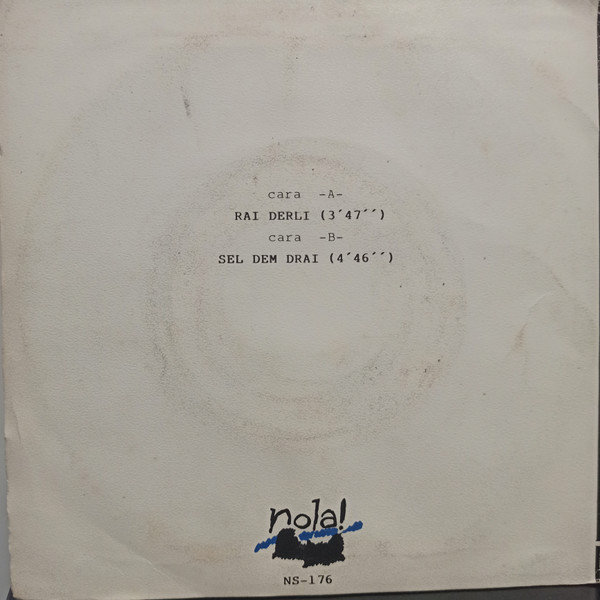 cara -A-
RAI DERLI (3´47´´)
cara -B-
SEL DEM DRAI (4´46´´)
nola!
NS-176